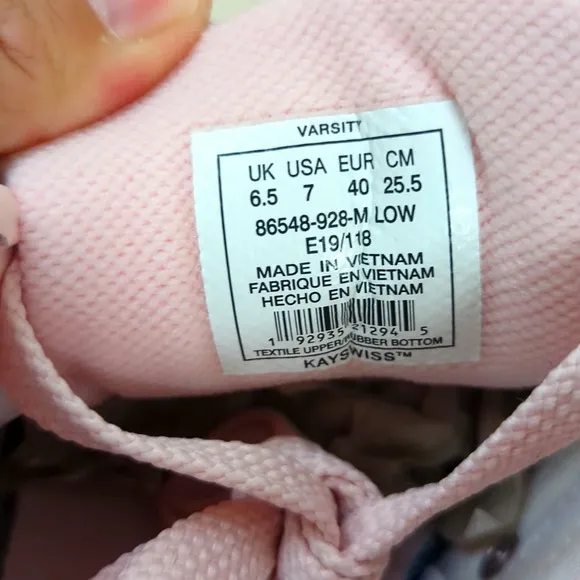 VARSITY
UK USA EUR CM
6.5 7 40 25.5
86548-928-M LOW
E19/118
MADE IN VIETNAM
FABRIQUE EN VIETNAM
HECHO EN VIETNAM
1 92935 21294 5
TEXTILE UPPER/RUBBER BOTTOM
KAYSWISS™